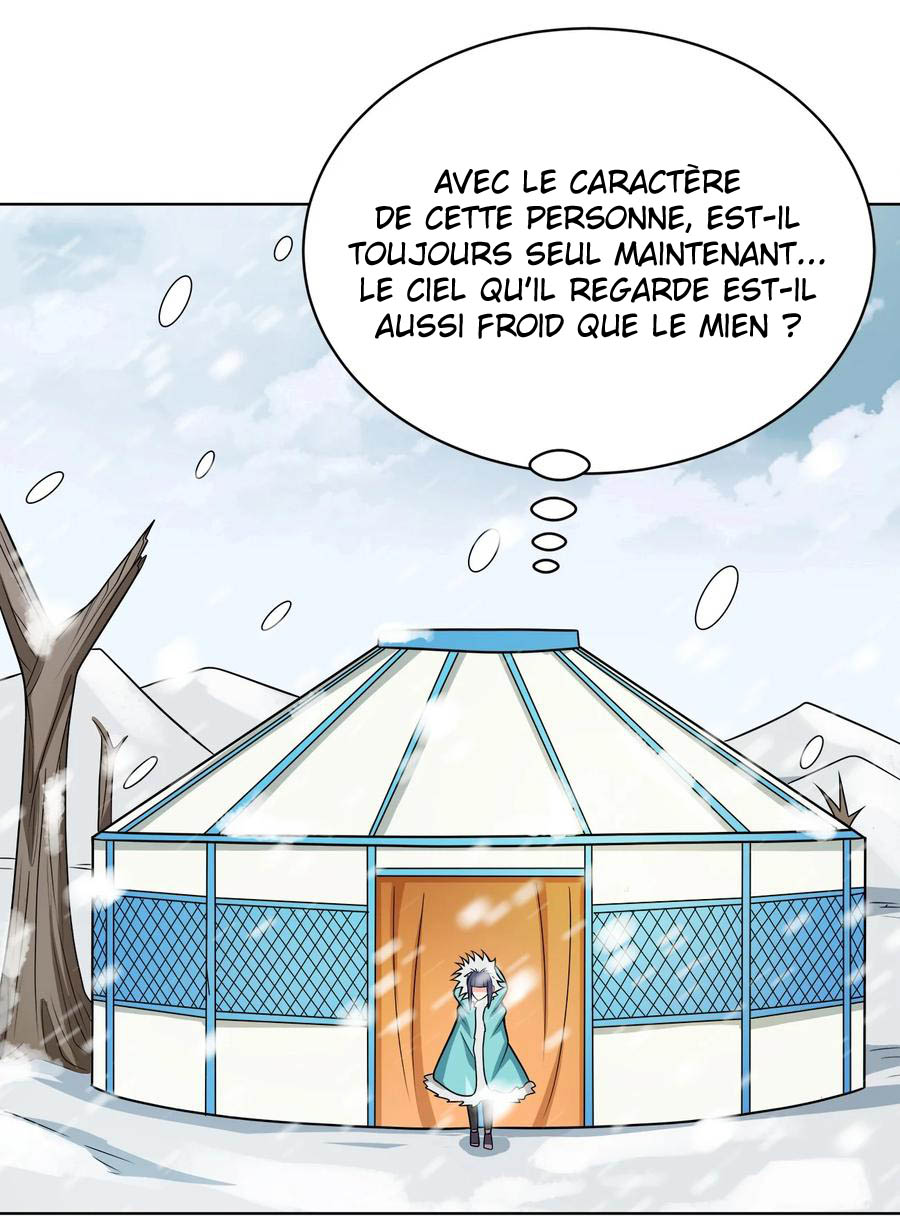 AVEC LE CARACTÈRE
DE CETTE PERSONNE, EST-IL
TOUJOURS SEUL MAINTENANT...
LE CIEL QU'IL REGARDE EST-IL
AUSSI FROID QUE LE MIEN ?